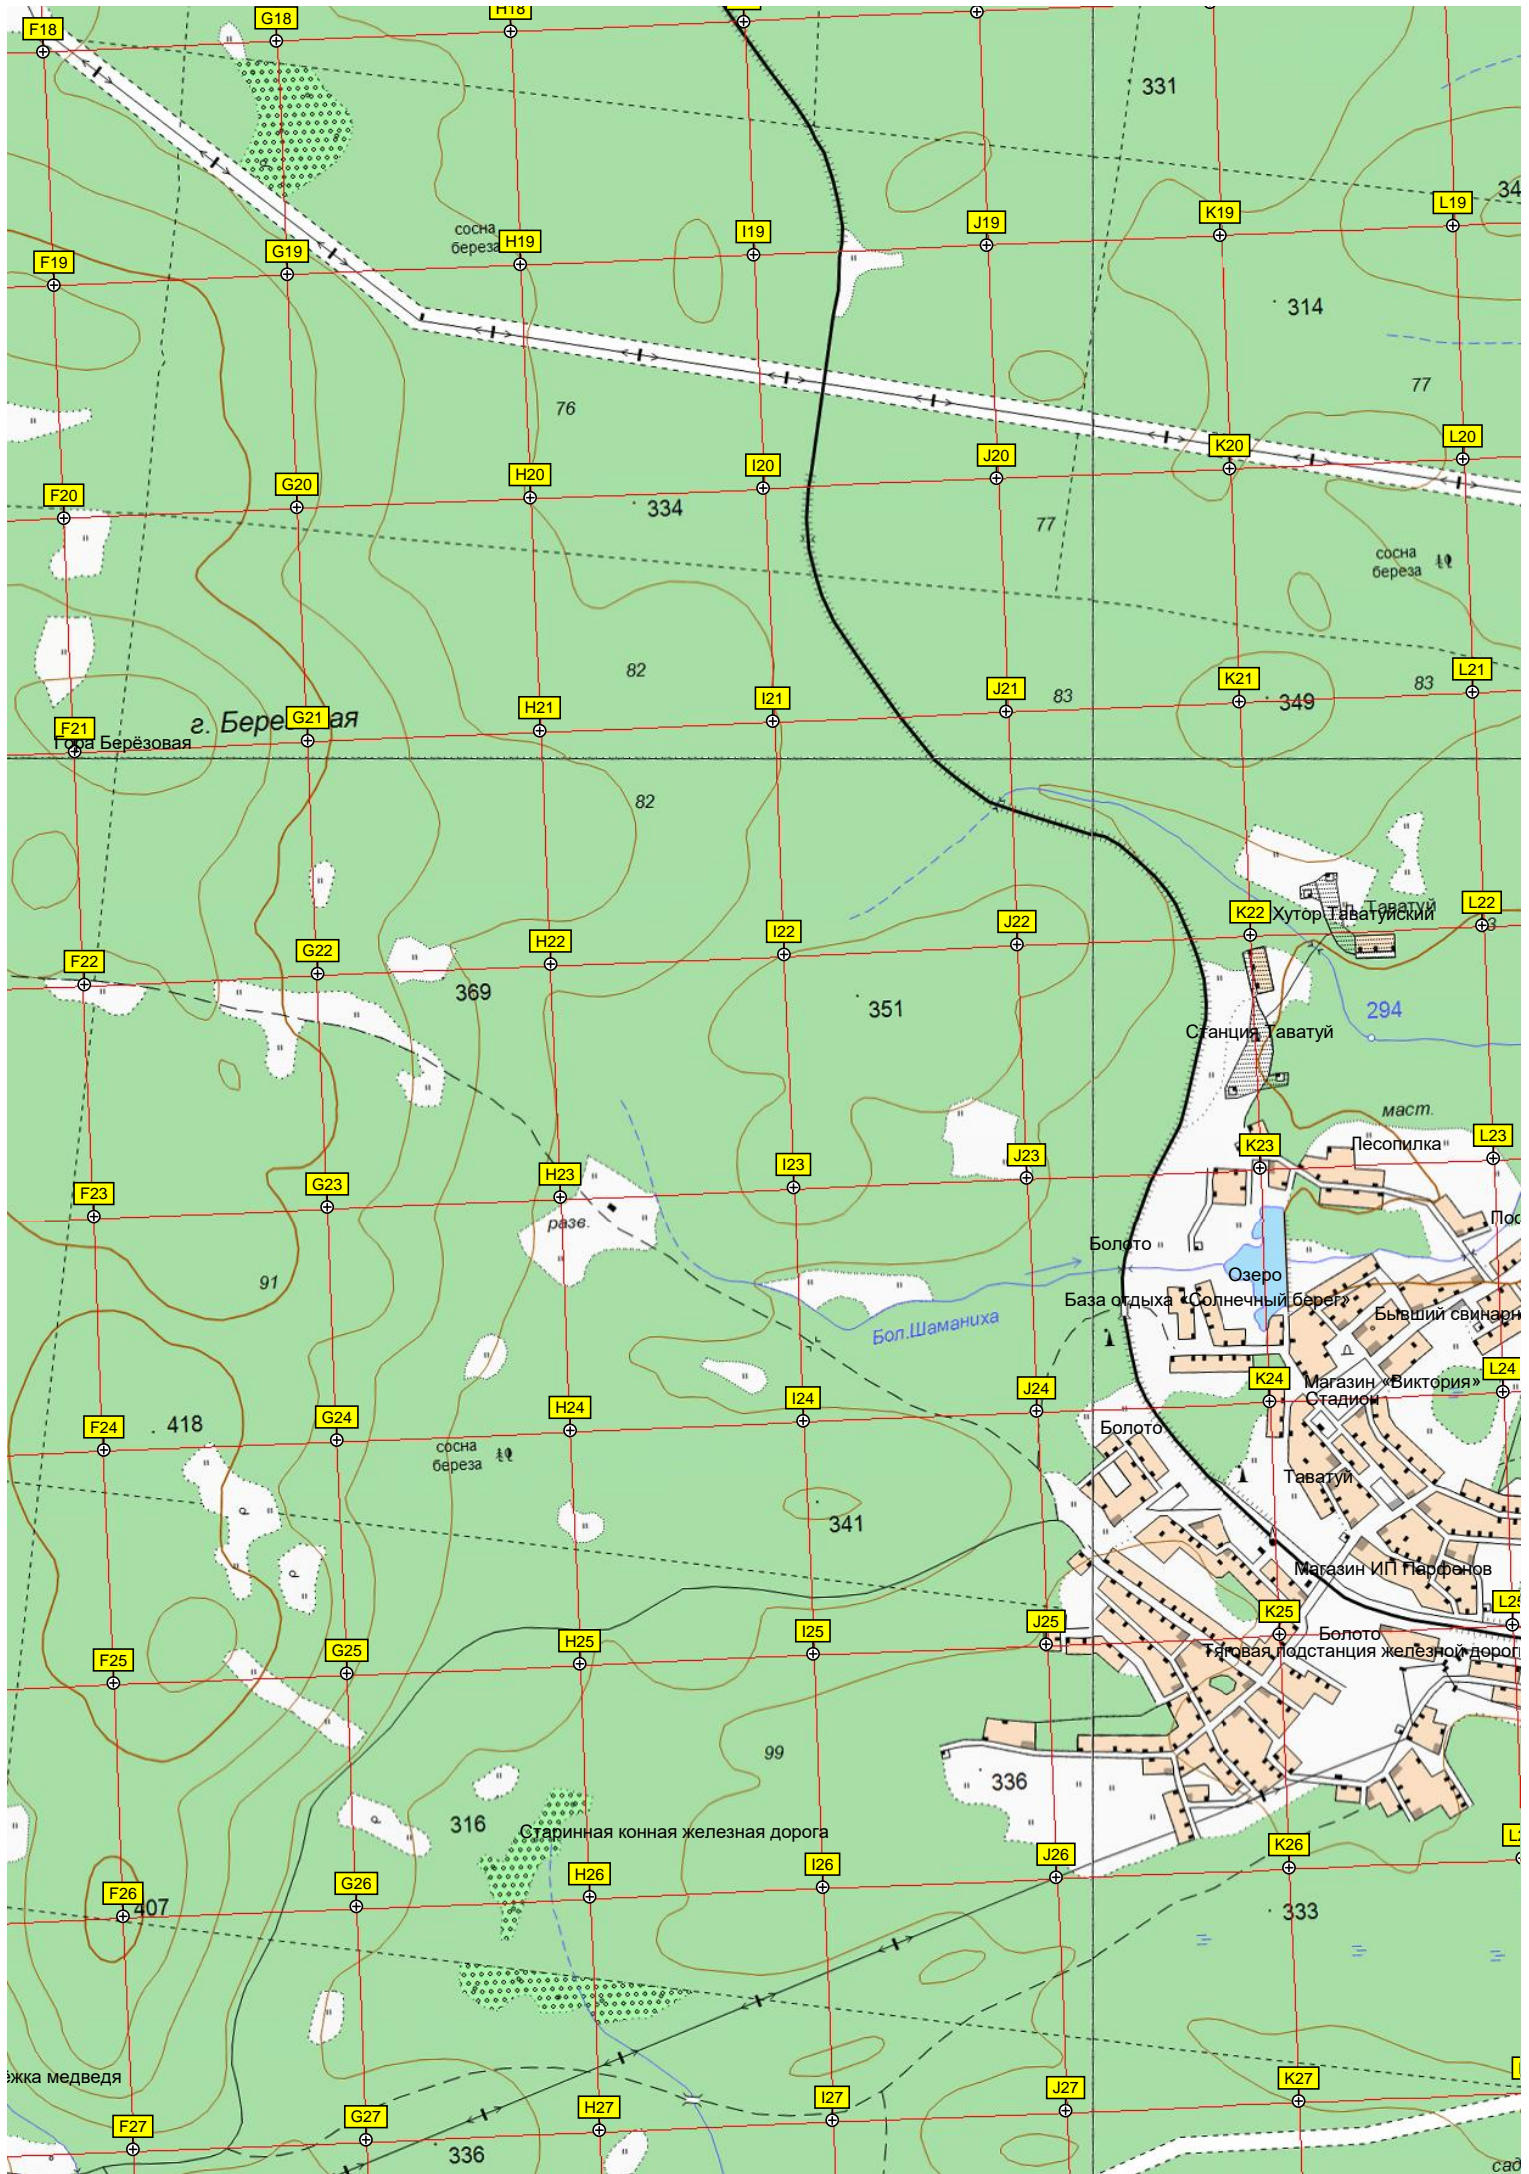 F18
G18
H18
331
34
L19
K19
J19
I19
сосна
береза
H19
G19
F19
314
77
76
L20
K20
J20
I20
H20
G20
F20
334
77
сосна
береза
82
83
83
L21
K21
349
J21
I21
H21
г. Бере
G21
ая
F21
Гора Берёзовая
82
Таватуй
K22
Хутор Таватуйский
L22
3
J22
I22
H22
G22
F22
369
351
294
Станция Таватуй
маст.
L23
K23
Лесопилка
J23
I23
H23
G23
F23
разв.
Болото
91
Озеро
База отдыха «Солнечный берег»
Бол.Шаманиха
L24
K24
Магазин «Виктория»
Стадион
J24
I24
H24
G24
F24
418
Болото
сосна
береза
Таватуй
341
Магазин ИП Парфенов
L25
K25
J25
I25
H25
G25
F25
Болото
99
336
316
Старинная конная железная дорога
K26
J26
I26
H26
G26
F26
407
333
K27
J27
I27
H27
G27
F27
336